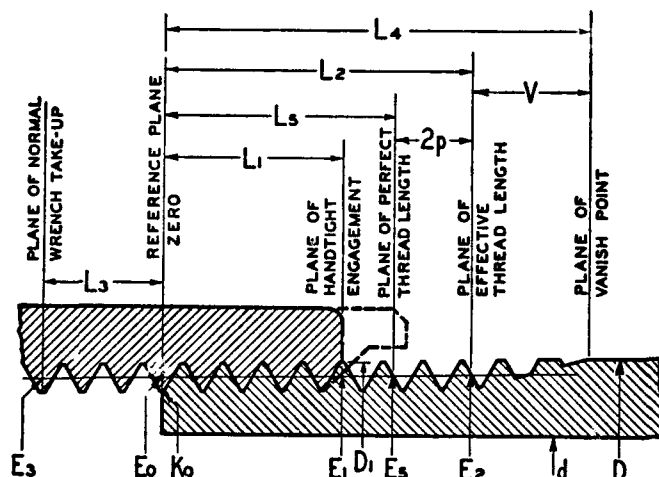 L4
L2
V
L5
2p
L1
PLANE OF NORMAL
WRENCH TAKE-UP
REFERENCE PLANE
ZERO
PLANE OF
HANDTIGHT
ENGAGEMENT
PLANE OF PERFECT
THREAD LENGTH
PLANE OF
EFFECTIVE
THREAD LENGTH
PLANE OF
VANISH POINT
L3
E3
E0
K0
E1
D1
E5
E2
d
D